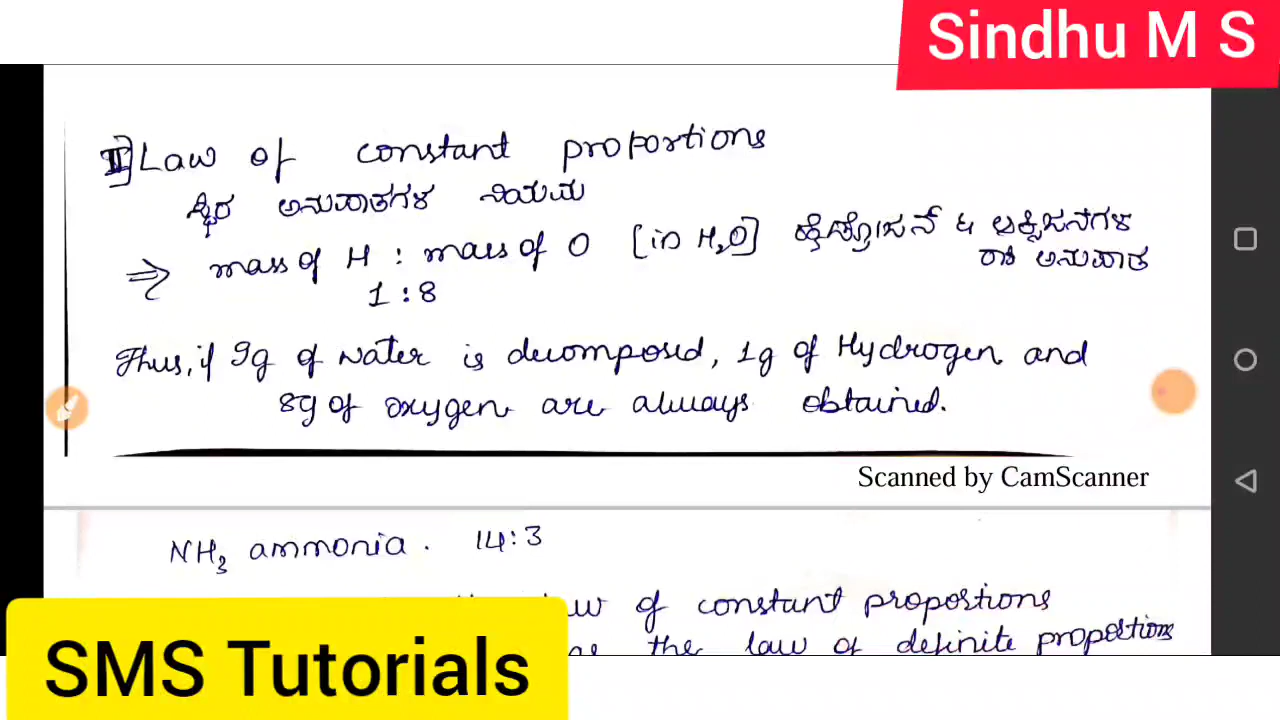 Sindhu M S
II] Law of constant proportions
ಸ್ಥಿರ ಅನುಪಾತಗಳ ನಿಯಮ
⇒ mass of H : mass of O [in H₂O] ಹೈಡ್ರೋಜನ್ & ಆಕ್ಸಿಜನ್‌ಗಳ
1 : 8 ರಾಶಿ ಅನುಪಾತ
Thus, if 9g of water is decomposed, 1g of Hydrogen and
8g of oxygen are always obtained.
Scanned by CamScanner
NH₃ ammonia. 14:3
of constant proportions
the law of definite proportions
SMS Tutorials